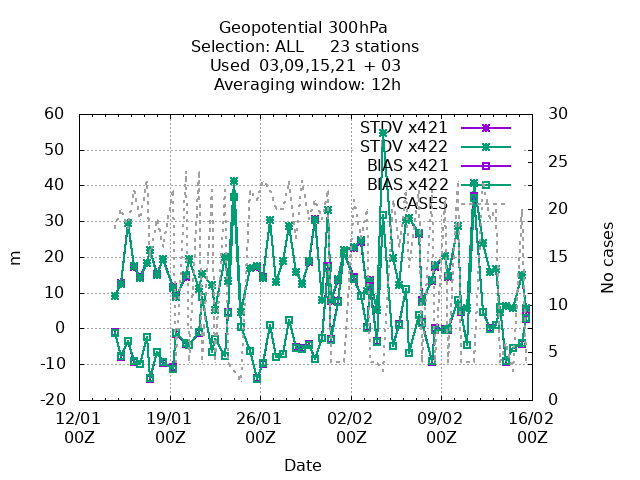 Geopotential 300hPa
Selection: ALL 23 stations
Used 03,09,15,21 + 03
Averaging window: 12h
60
50
40
30
20
10
0
-10
-20
m
30
25
20
15
10
5
0
No cases
STDV x421
STDV x422
BIAS x421
BIAS x422
CASES
12/01 19/01 26/01 02/02 09/02 16/02
00Z 00Z 00Z 00Z 00Z 00Z
Date